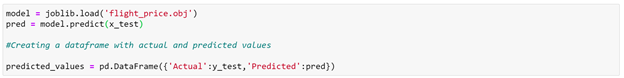 model = joblib.load('flight_price.obj')
pred = model.predict(x_test)
#Creating a dataframe with actual and predicted values
predicted_values = pd.DataFrame({'Actual':y_test,'Predicted':pred})